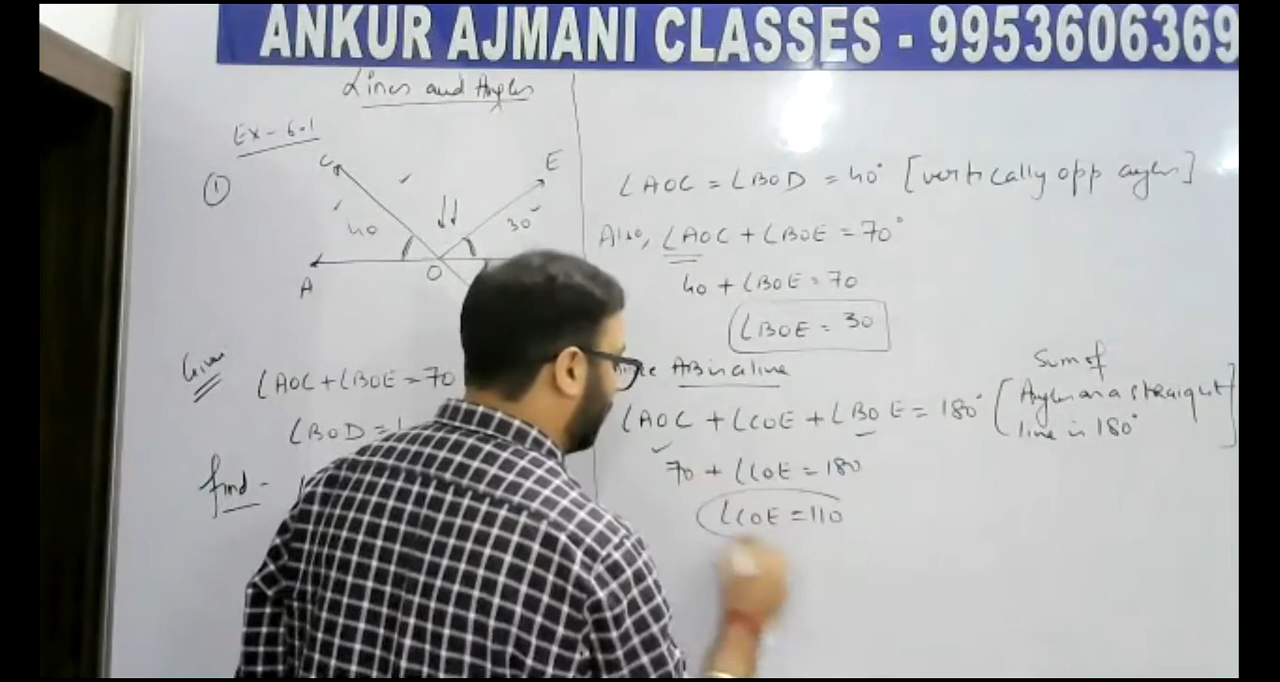 ANKUR AJMANI CLASSES - 9953606369
Lines and Angles
Ex - 6.1
①
C
E
40
30°
O
A
Given
∠AOC + ∠BOE = 70
∠BOD =
find -
∠AOC = ∠BOD = 40° [vertically opp angles]
Also, ∠AOC + ∠BOE = 70°
40 + ∠BOE = 70
∠BOE = 30
AB is a line
∠AOC + ∠COE + ∠BOE = 180° (Sum of Angles on a straight line is 180°]
70 + ∠COE = 180
∠COE = 110